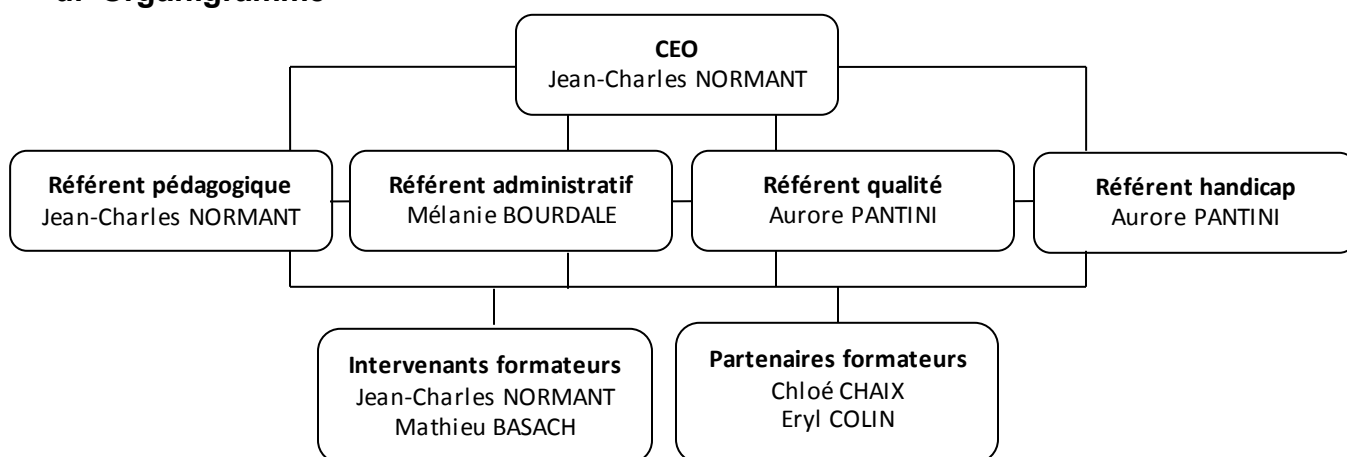 CEO
Jean-Charles NORMANT
Référent pédagogique
Jean-Charles NORMANT
Référent administratif
Mélanie BOURDALE
Référent qualité
Aurore PANTINI
Référent handicap
Aurore PANTINI
Intervenants formateurs
Jean-Charles NORMANT
Mathieu BASACH
Partenaires formateurs
Chloé CHAIX
Eryl COLIN